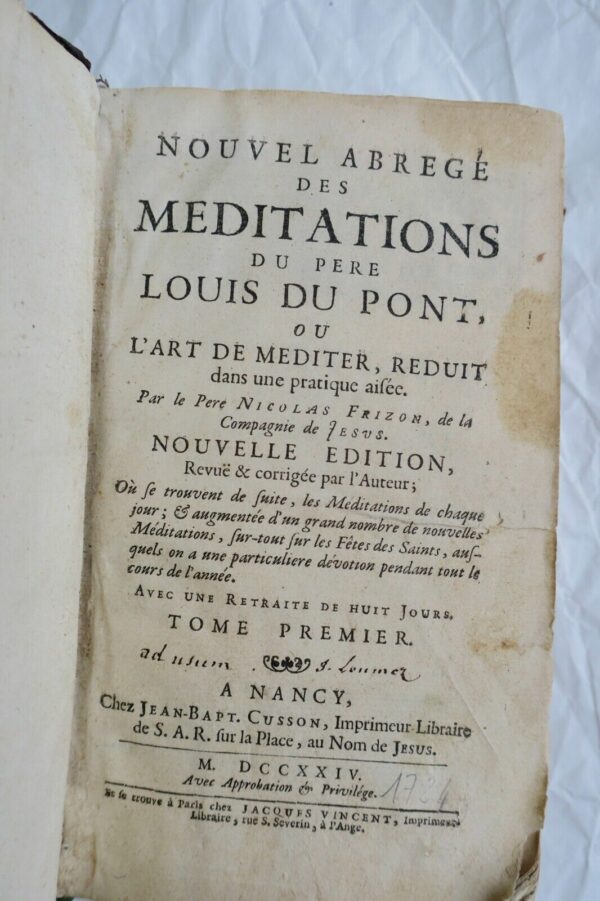 NOUVEL ABREGÉ
DES
MEDITATIONS
DU PERE
LOUIS DU PONT,
OU
L'ART DE MEDITER, REDUIT
dans une pratique aiſée.
Par le Pere NICOLAS FRIZON, de la
Compagnie de JESUS.
NOUVELLE EDITION,
Revuë & corrigée par l'Auteur;
Où ſe trouvent de ſuite, les Méditations de chaque
jour; & augmentée d'un grand nombre de nouvelles
Méditations, ſur-tout ſur les Fêtes des Saints, auſ-
quels on a une particuliere dévotion pendant tout le
cours de l'année.
AVEC UNE RETRAITE DE HUIT JOURS.
TOME PREMIER.
ad usum J. Loumez
A NANCY,
Chez JEAN-BAPT. CUSSON, Imprimeur-Libraire
de S. A. R. ſur la Place, au Nom de JESUS.
M. DCCXXIV.
Avec Approbation & Privilége. 1724
Et ſe trouve à Paris chez JACQUES VINCENT, Imprimeur-
Libraire, ruë S. Severin, à l'Ange.